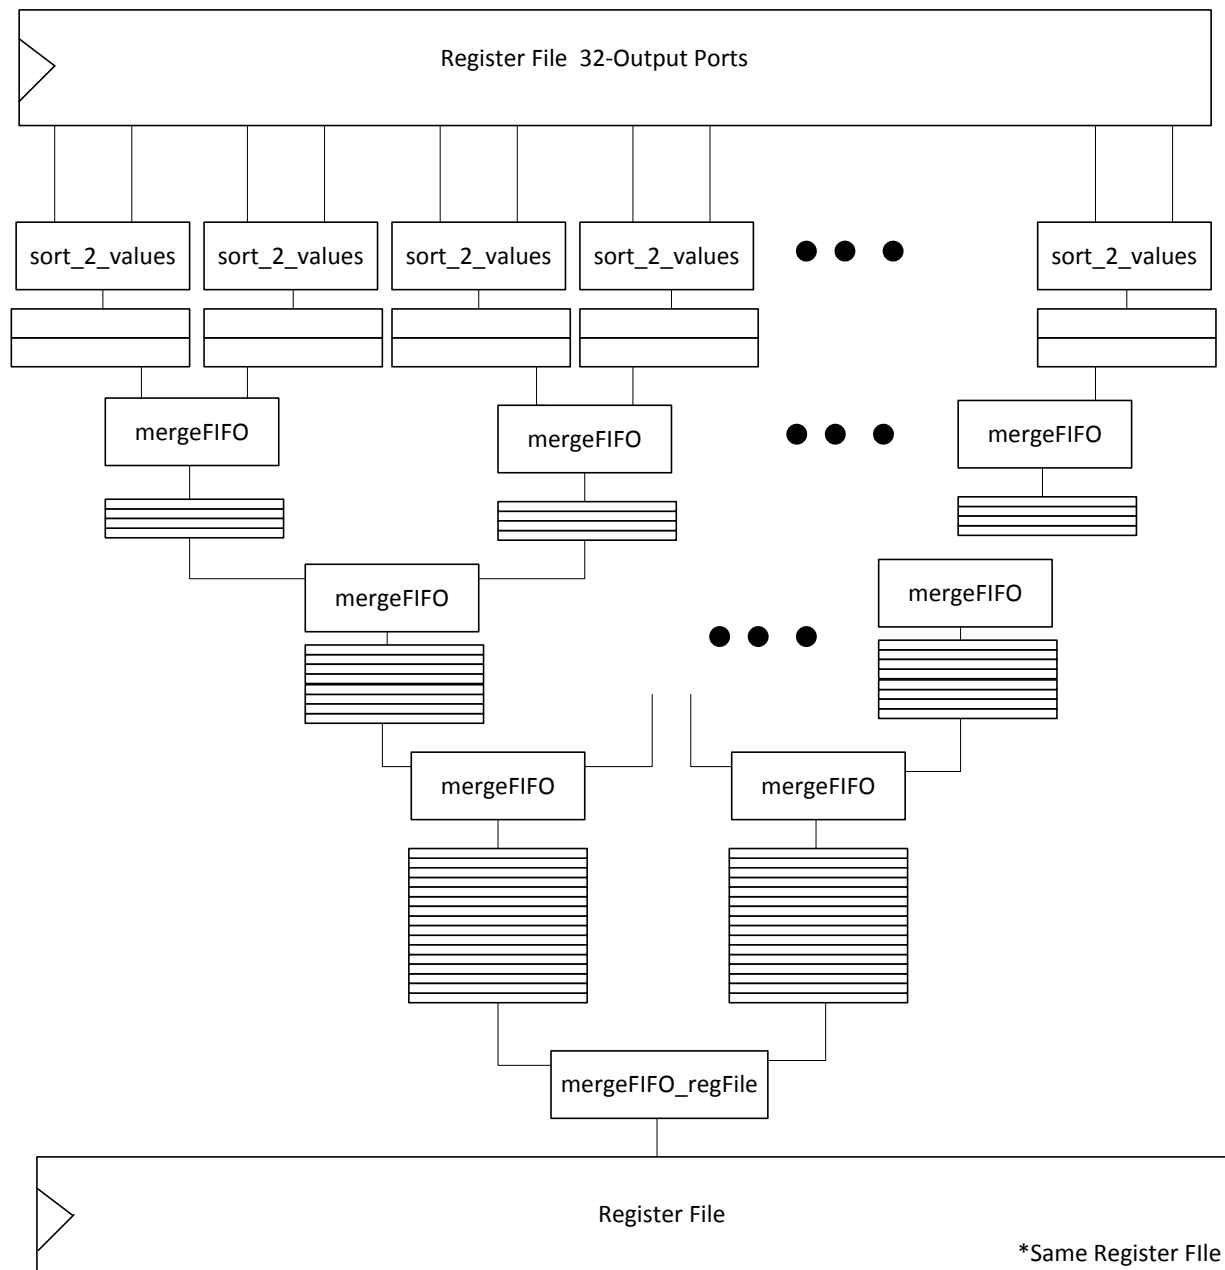 Register File 32-Output Ports
sort_2_values
sort_2_values
sort_2_values
sort_2_values
sort_2_values
mergeFIFO
mergeFIFO
mergeFIFO
mergeFIFO
mergeFIFO
mergeFIFO
mergeFIFO
mergeFIFO_regFile
Register File
*Same Register FIle